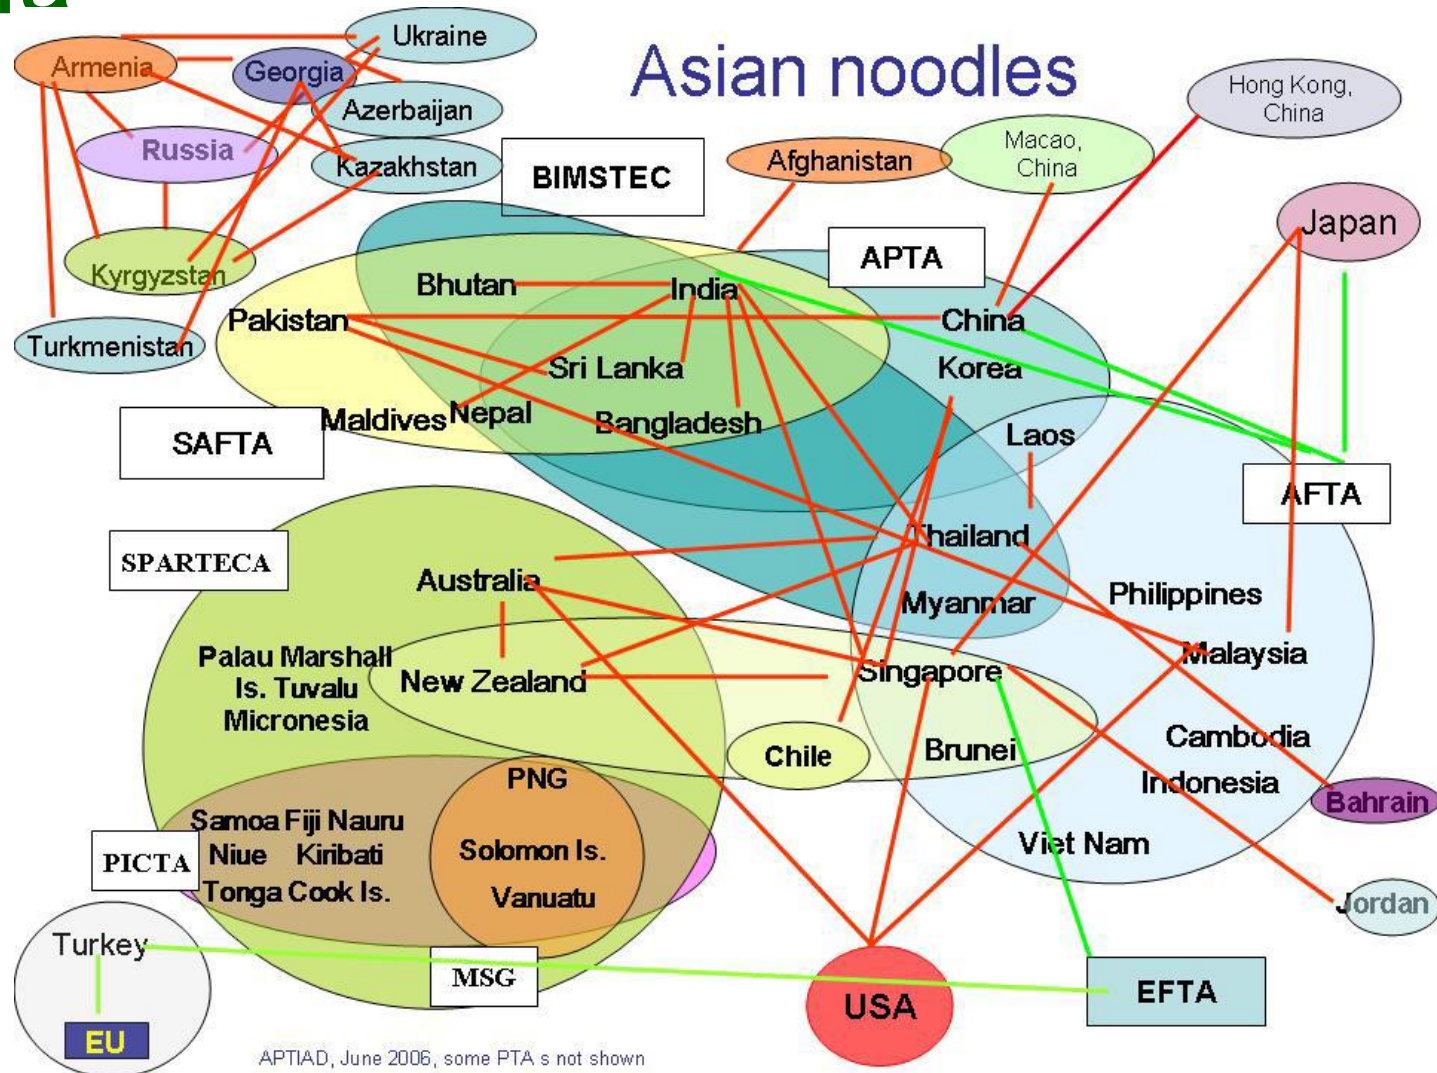 Asian noodles
Ukraine
Armenia
Georgia
Azerbaijan
Russia
Kazakhstan
Kyrgyzstan
Turkmenistan
Hong Kong,
China
Macao,
China
Afghanistan
Japan
BIMSTEC
APTA
Bhutan
India
Pakistan
China
Sri Lanka
Korea
Maldives
Nepal
Bangladesh
Laos
SAFTA
AFTA
Thailand
SPARTECA
Australia
Myanmar
Philippines
Palau Marshall
Is. Tuvalu
Micronesia
New Zealand
Singapore
Malaysia
Chile
Brunei
Cambodia
Indonesia
PNG
Bahrain
Samoa Fiji Nauru
Niue Kiribati
Tonga Cook Is.
PICTA
Solomon Is.
Vanuatu
Viet Nam
Jordan
Turkey
MSG
EU
USA
EFTA
APTIAD, June 2006, some PTA s not shown